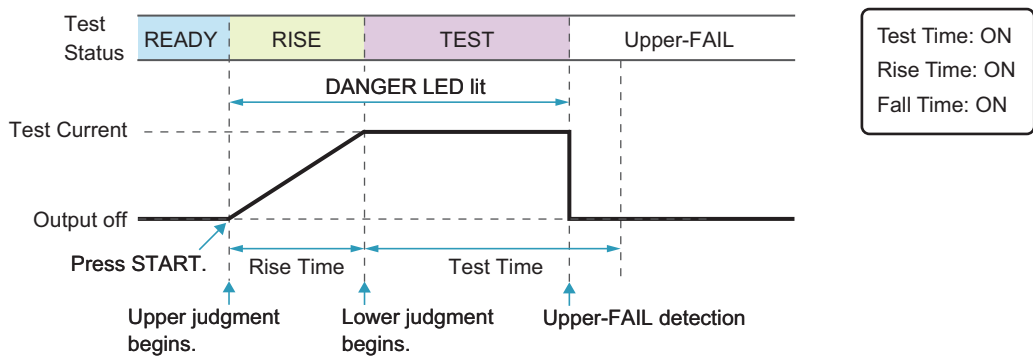 Test
Status
READY
RISE
TEST
Upper-FAIL
Test Time: ON
Rise Time: ON
Fall Time: ON
DANGER LED lit
Test Current
Output off
Press START.
Rise Time
Test Time
Upper judgment
begins.
Lower judgment
begins.
Upper-FAIL detection